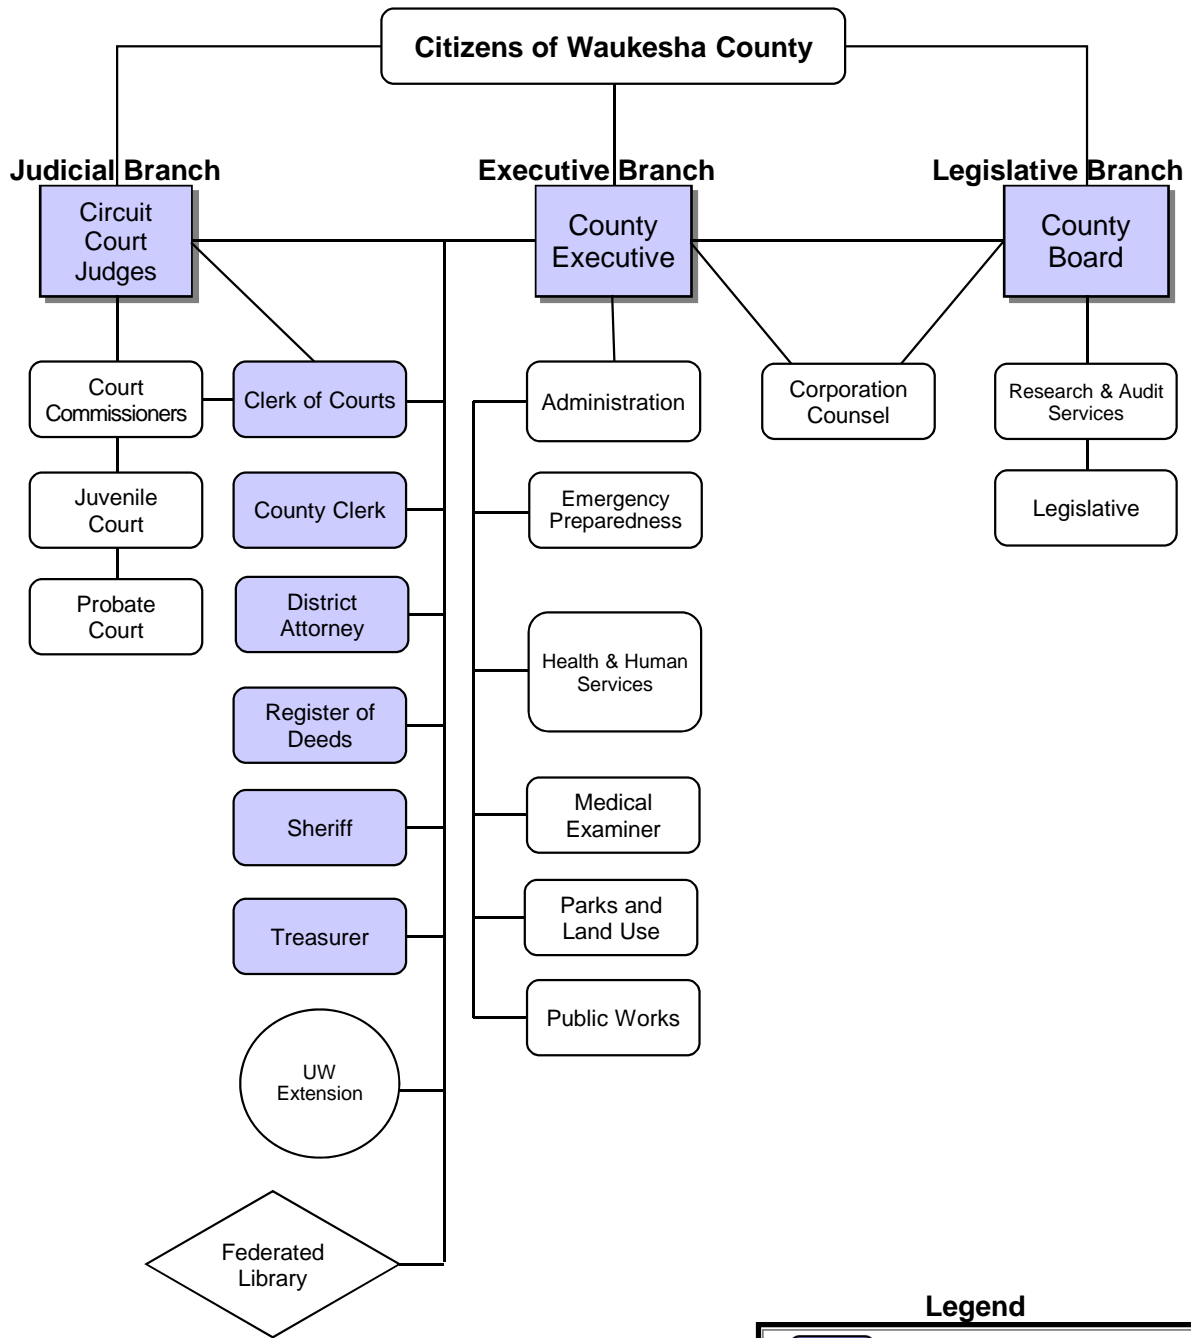 Citizens of Waukesha County
Judicial Branch
Executive Branch
Legislative Branch
Circuit
Court
Judges
County
Executive
County
Board
Court
Commissioners
Clerk of Courts
Administration
Corporation
Counsel
Research & Audit
Services
Juvenile
Court
County Clerk
Emergency
Preparedness
Legislative
Probate
Court
District
Attorney
Health & Human
Services
Register of
Deeds
Sheriff
Medical
Examiner
Treasurer
Parks and
Land Use
Public Works
UW
Extension
Federated
Library
Legend